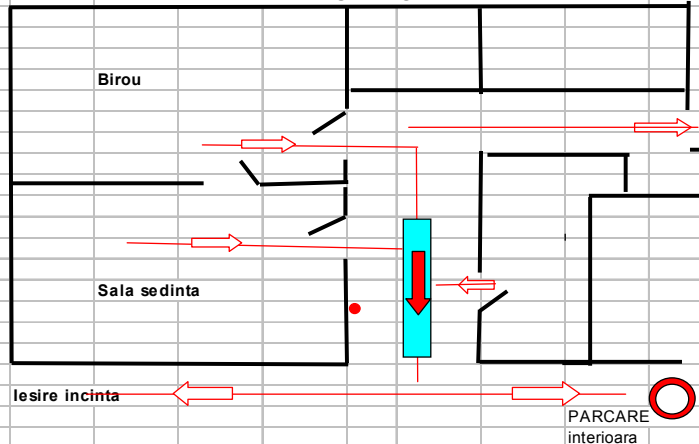 Birou
Sala sedinta
Iesire incinta
PARCARE
interioara